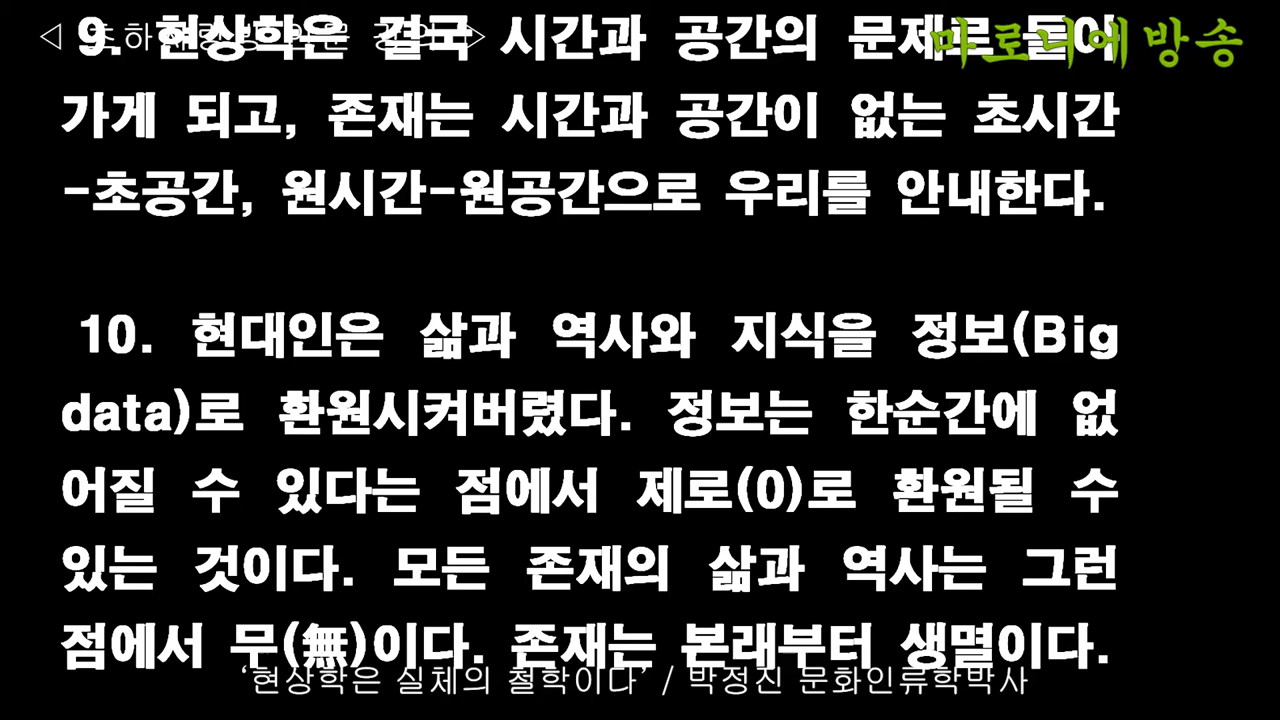 9. 현상학은 결국 시간과 공간의 문제로 들어
마로니에 방송
가게 되고, 존재는 시간과 공간이 없는 초시간
-초공간, 원시간-원공간으로 우리를 안내한다.
10. 현대인은 삶과 역사와 지식을 정보(Big
data)로 환원시켜버렸다. 정보는 한순간에 없
어질 수 있다는 점에서 제로(0)로 환원될 수
있는 것이다. 모든 존재의 삶과 역사는 그런
점에서 무(無)이다. 존재는 본래부터 생멸이다.
‘현상학은 실체의 철학이다’ / 박정진 문화인류학박사